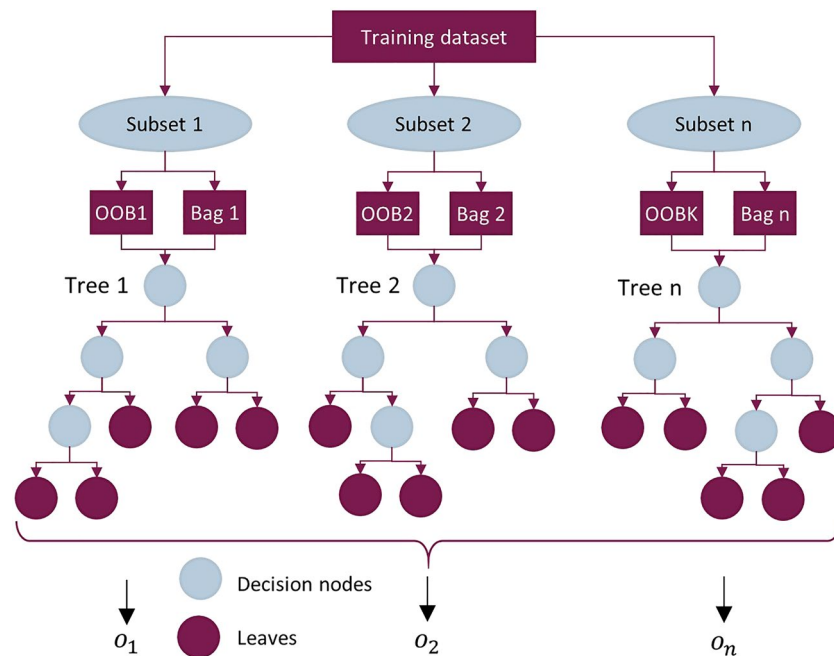 Training dataset
Subset 1
Subset 2
Subset n
OOB1
Bag 1
OOB2
Bag 2
OOBK
Bag n
Tree 1
Tree 2
Tree n
Decision nodes
Leaves
o₁
o₂
oₙ